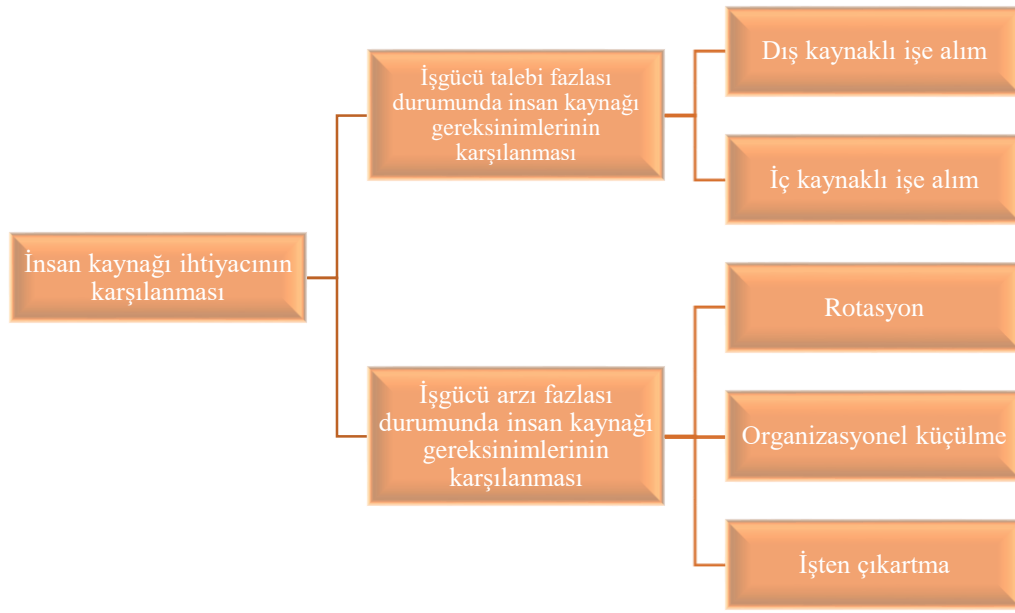 İnsan kaynağı ihtiyacının
karşılanması
İşgücü talebi fazlası
durumunda insan kaynağı
gereksinimlerinin
karşılanması
Dış kaynaklı işe alım
İç kaynaklı işe alım
İşgücü arzı fazlası
durumunda insan kaynağı
gereksinimlerinin
karşılanması
Rotasyon
Organizasyonel küçülme
İşten çıkartma